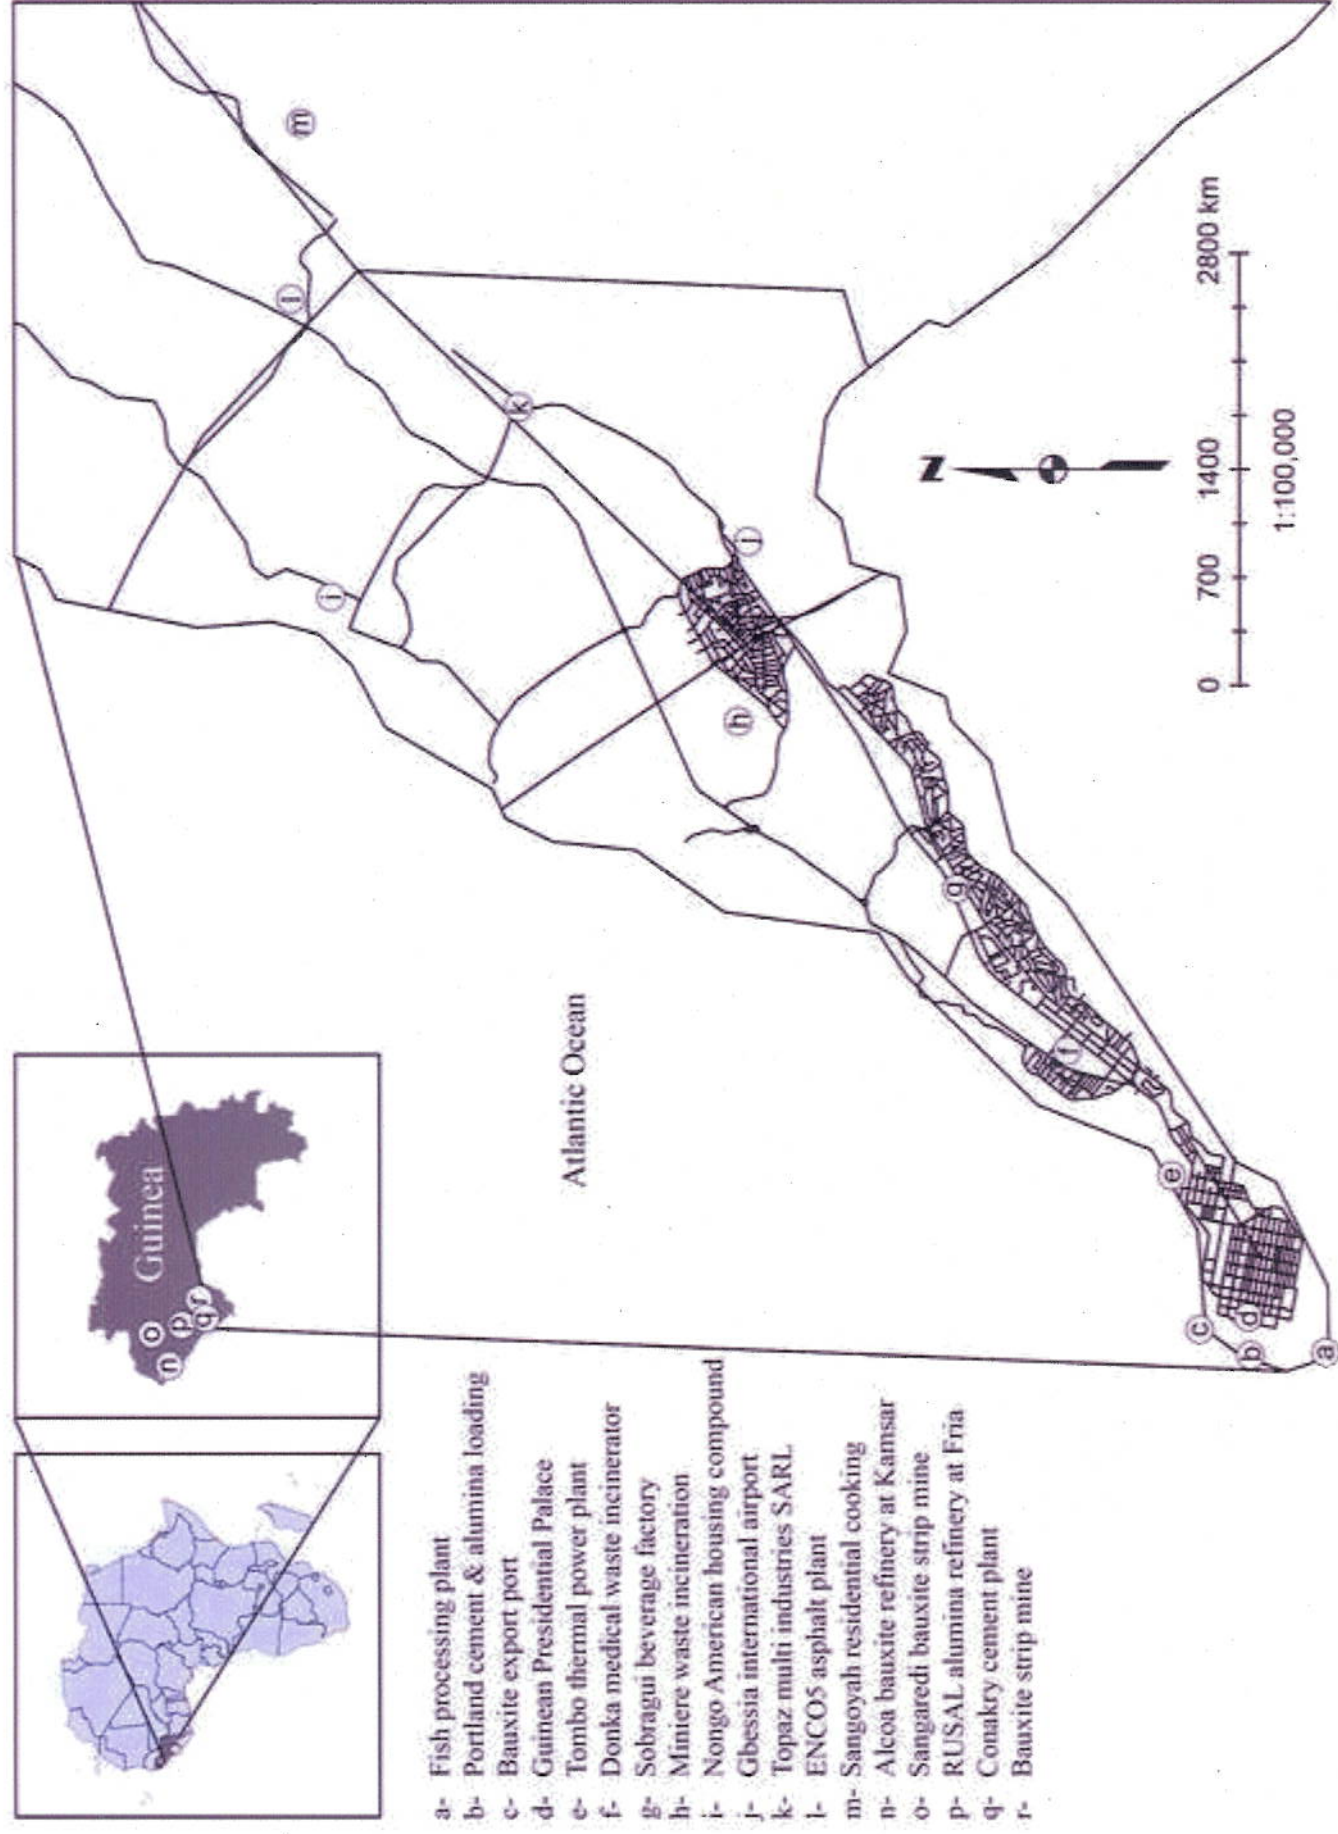 Guinea
n
o
p
q
r
a- Fish processing plant
b- Portland cement & alumina loading
c- Bauxite export port
d- Guinean Presidential Palace
e- Tombo thermal power plant
f- Donka medical waste incinerator
g- Sobragui beverage factory
h- Miniere waste incineration
i- Nongo American housing compound
j- Gbessia international airport
k- Topaz multi industries SARL
l- ENCO5 asphalt plant
m- Sangoyah residential cooking
n- Alcoa bauxite refinery at Kamsar
o- Sangaredi bauxite strip mine
p- RUSAL alumina refinery at Fria
q- Conakry cement plant
r- Bauxite strip mine
Atlantic Ocean
a
b
c
d
e
f
g
h
i
j
k
l
m
N
0 700 1400 2800 km
1:100,000